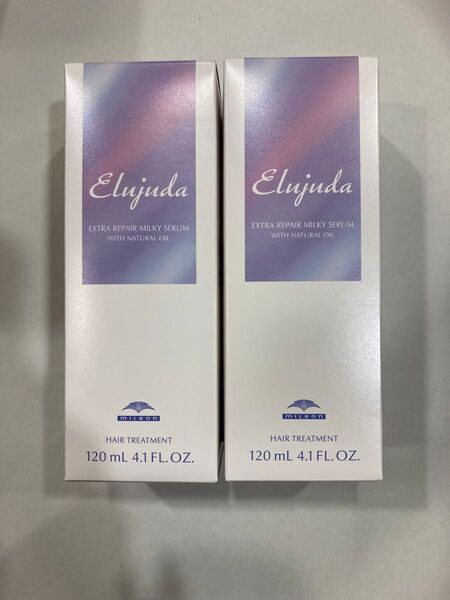 Elujuda
EXTRA REPAIR MILKY SERUM
WITH NATURAL OIL
MILBON
HAIR TREATMENT
120 mL 4.1 FL.OZ.
Elujuda
EXTRA REPAIR MILKY SERUM
WITH NATURAL OIL
MILBON
HAIR TREATMENT
120 mL 4.1 FL.OZ.